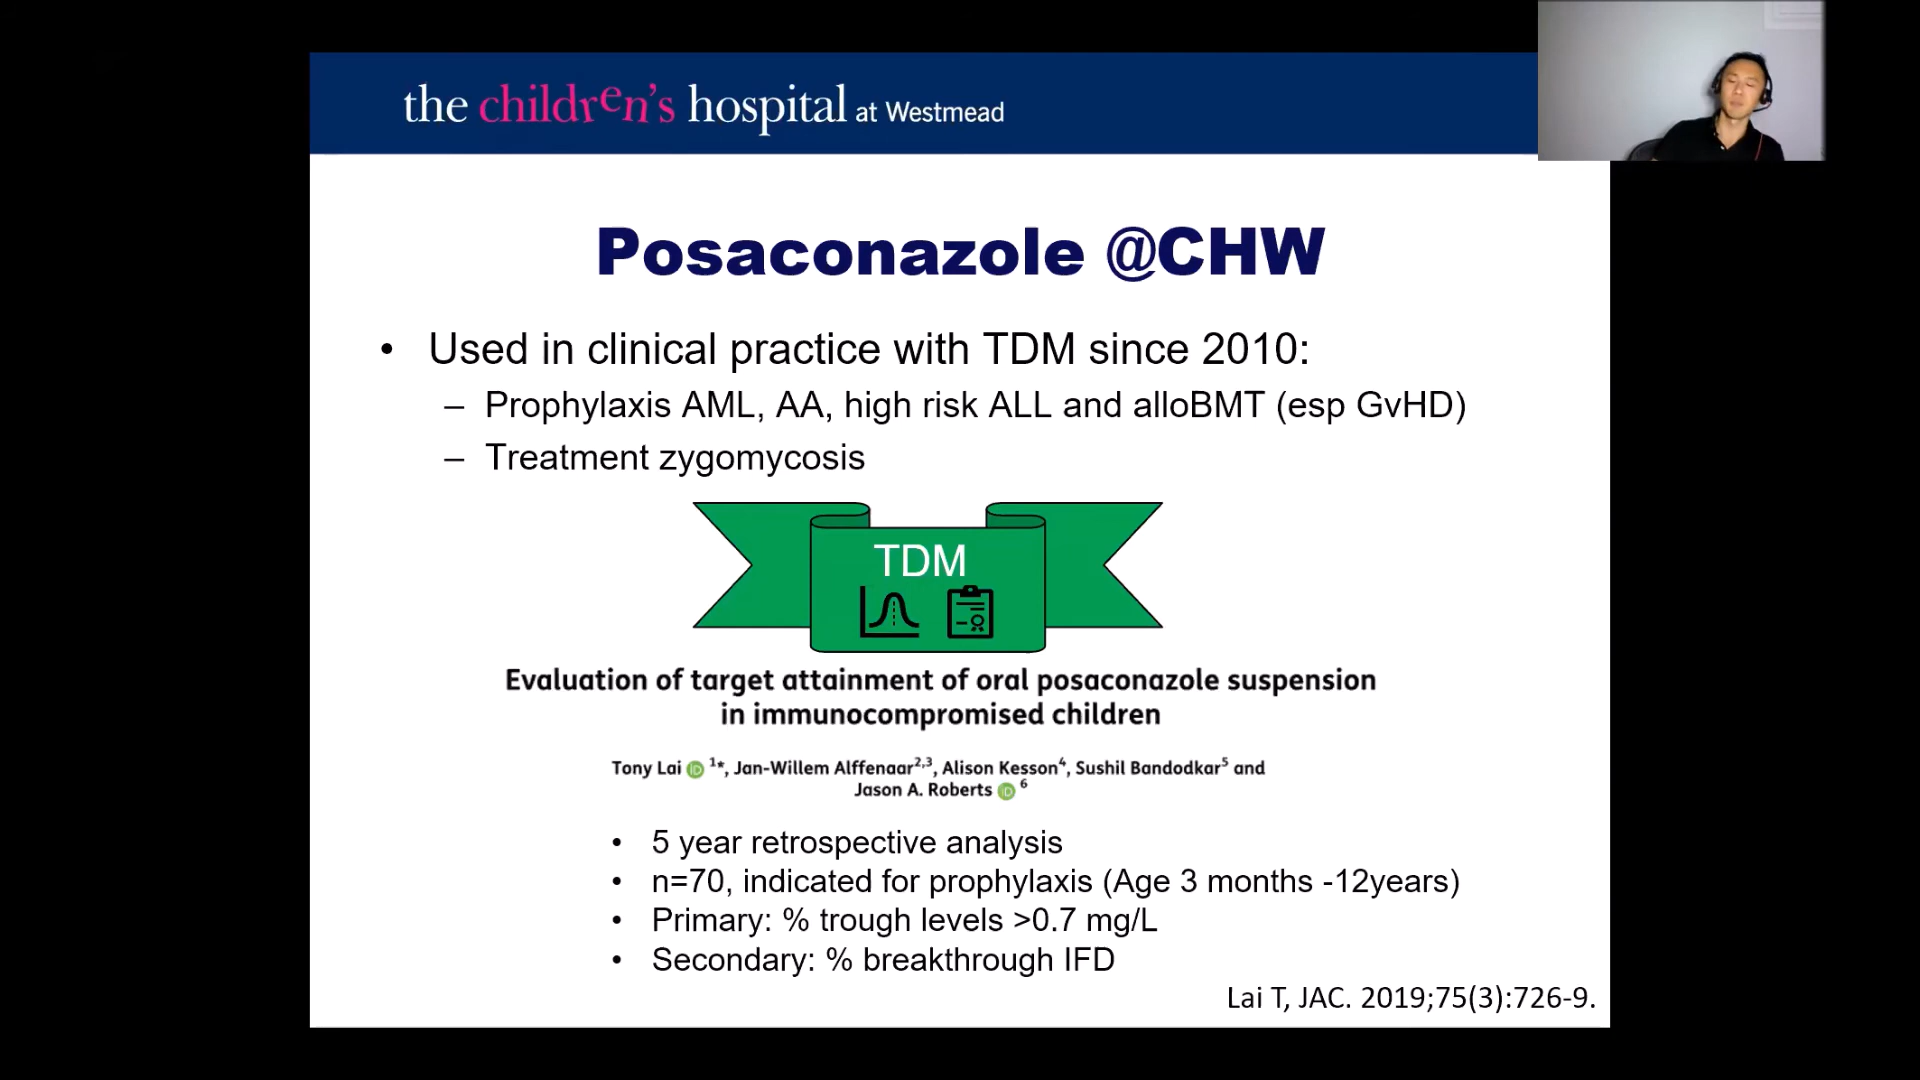 the children's hospital at Westmead
Posaconazole @CHW
• Used in clinical practice with TDM since 2010:
– Prophylaxis AML, AA, high risk ALL and alloBMT (esp GvHD)
– Treatment zygomycosis
TDM
Evaluation of target attainment of oral posaconazole suspension
in immunocompromised children
Tony Lai iD 1*, Jan-Willem Alffenaar2,3, Alison Kesson4, Sushil Bandodkar5 and
Jason A. Roberts iD 6
• 5 year retrospective analysis
• n=70, indicated for prophylaxis (Age 3 months -12years)
• Primary: % trough levels >0.7 mg/L
• Secondary: % breakthrough IFD
Lai T, JAC. 2019;75(3):726-9.